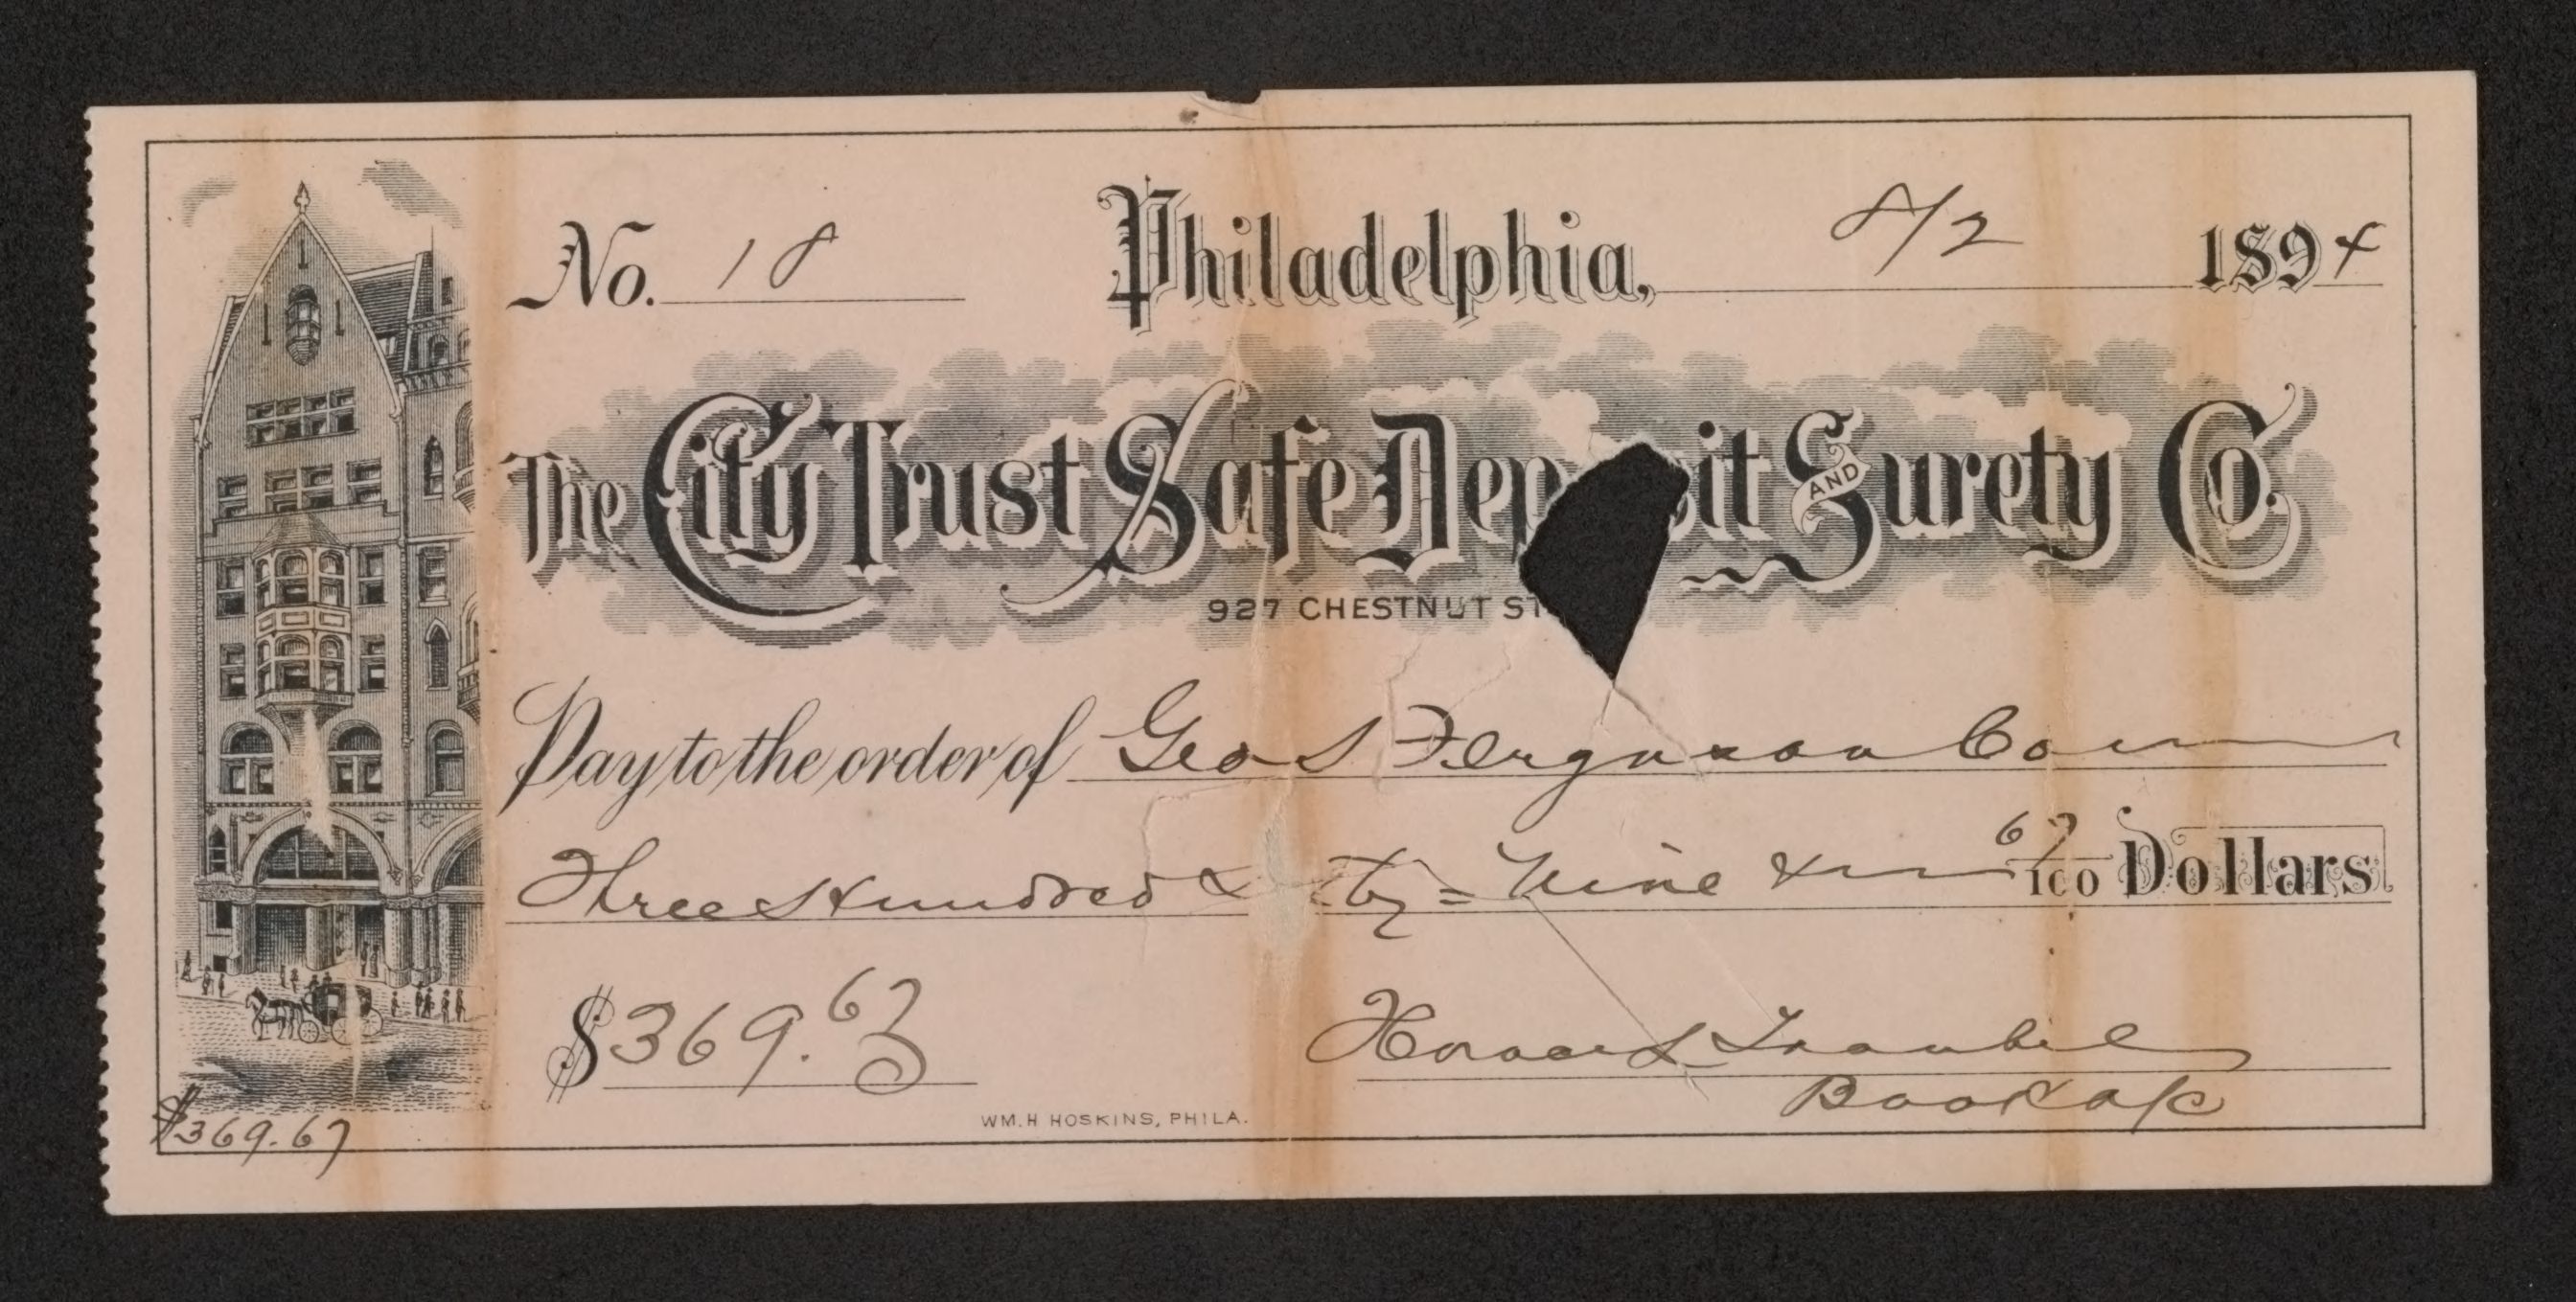 No. 18 Philadelphia, 8/2 1894
The City Trust Safe Dep it AND Surety Co.
927 CHESTNUT ST
Pay to the order of Geo S Ferguson Co
Three Hundred & ty = Nine & 67/100 Dollars
$369.67
Horace L Traubel
Book a/c
WM. H HOSKINS, PHILA.
$369.67